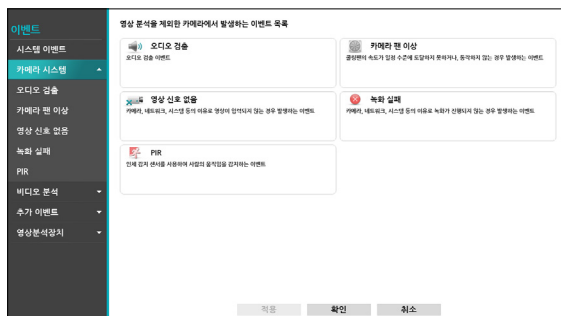 이벤트
시스템 이벤트
카메라 시스템
오디오 검출
카메라 팬 이상
영상 신호 없음
녹화 실패
PIR
비디오 분석
추가 이벤트
영상분석장치
영상 분석을 제외한 카메라에서 발생하는 이벤트 목록
오디오 검출
오디오 검출 이벤트
카메라 팬 이상
쿨링팬의 속도가 일정 수준에 도달하지 못하거나, 동작하지 않는 경우 발생하는 이벤트
영상 신호 없음
카메라, 네트워크, 시스템 등의 이유로 영상이 입력되지 않는 경우 발생하는 이벤트
녹화 실패
카메라, 네트워크, 시스템 등의 이유로 녹화가 진행되지 않는 경우 발생하는 이벤트
PIR
인체 감지 센서를 사용하여 사람의 움직임을 감지하는 이벤트
적용
확인
취소